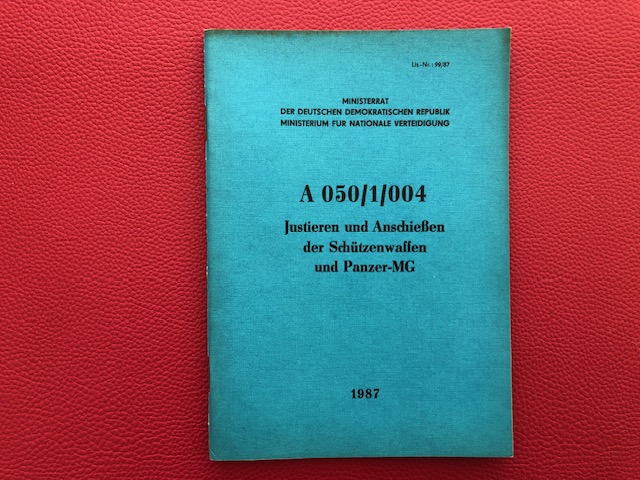 Lis.-Nr.: 99/87
MINISTERRAT
DER DEUTSCHEN DEMOKRATISCHEN REPUBLIK
MINISTERIUM FÜR NATIONALE VERTEIDIGUNG
A 050/1/004
Justieren und Anschießen
der Schützenwaffen
und Panzer-MG
1987